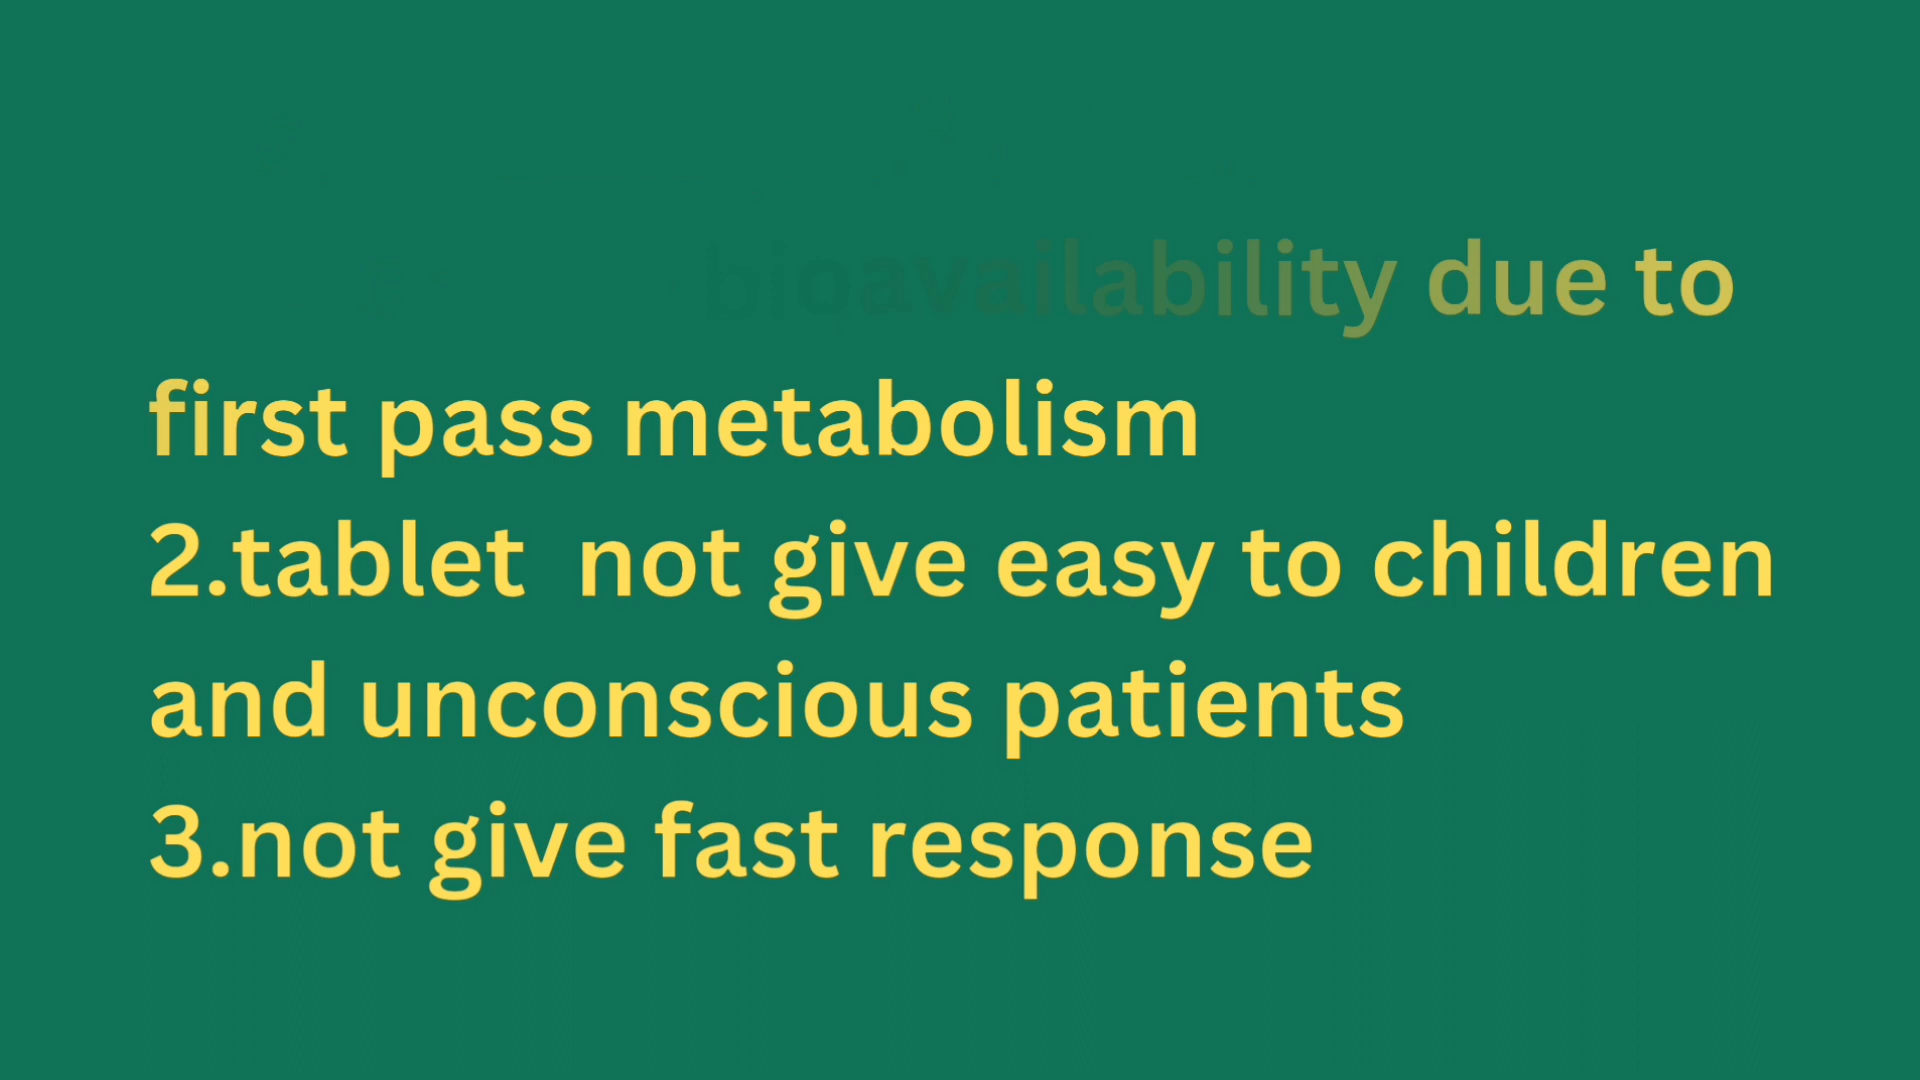 bioavailability due to
first pass metabolism
2.tablet  not give easy to children
and unconscious patients
3.not give fast response